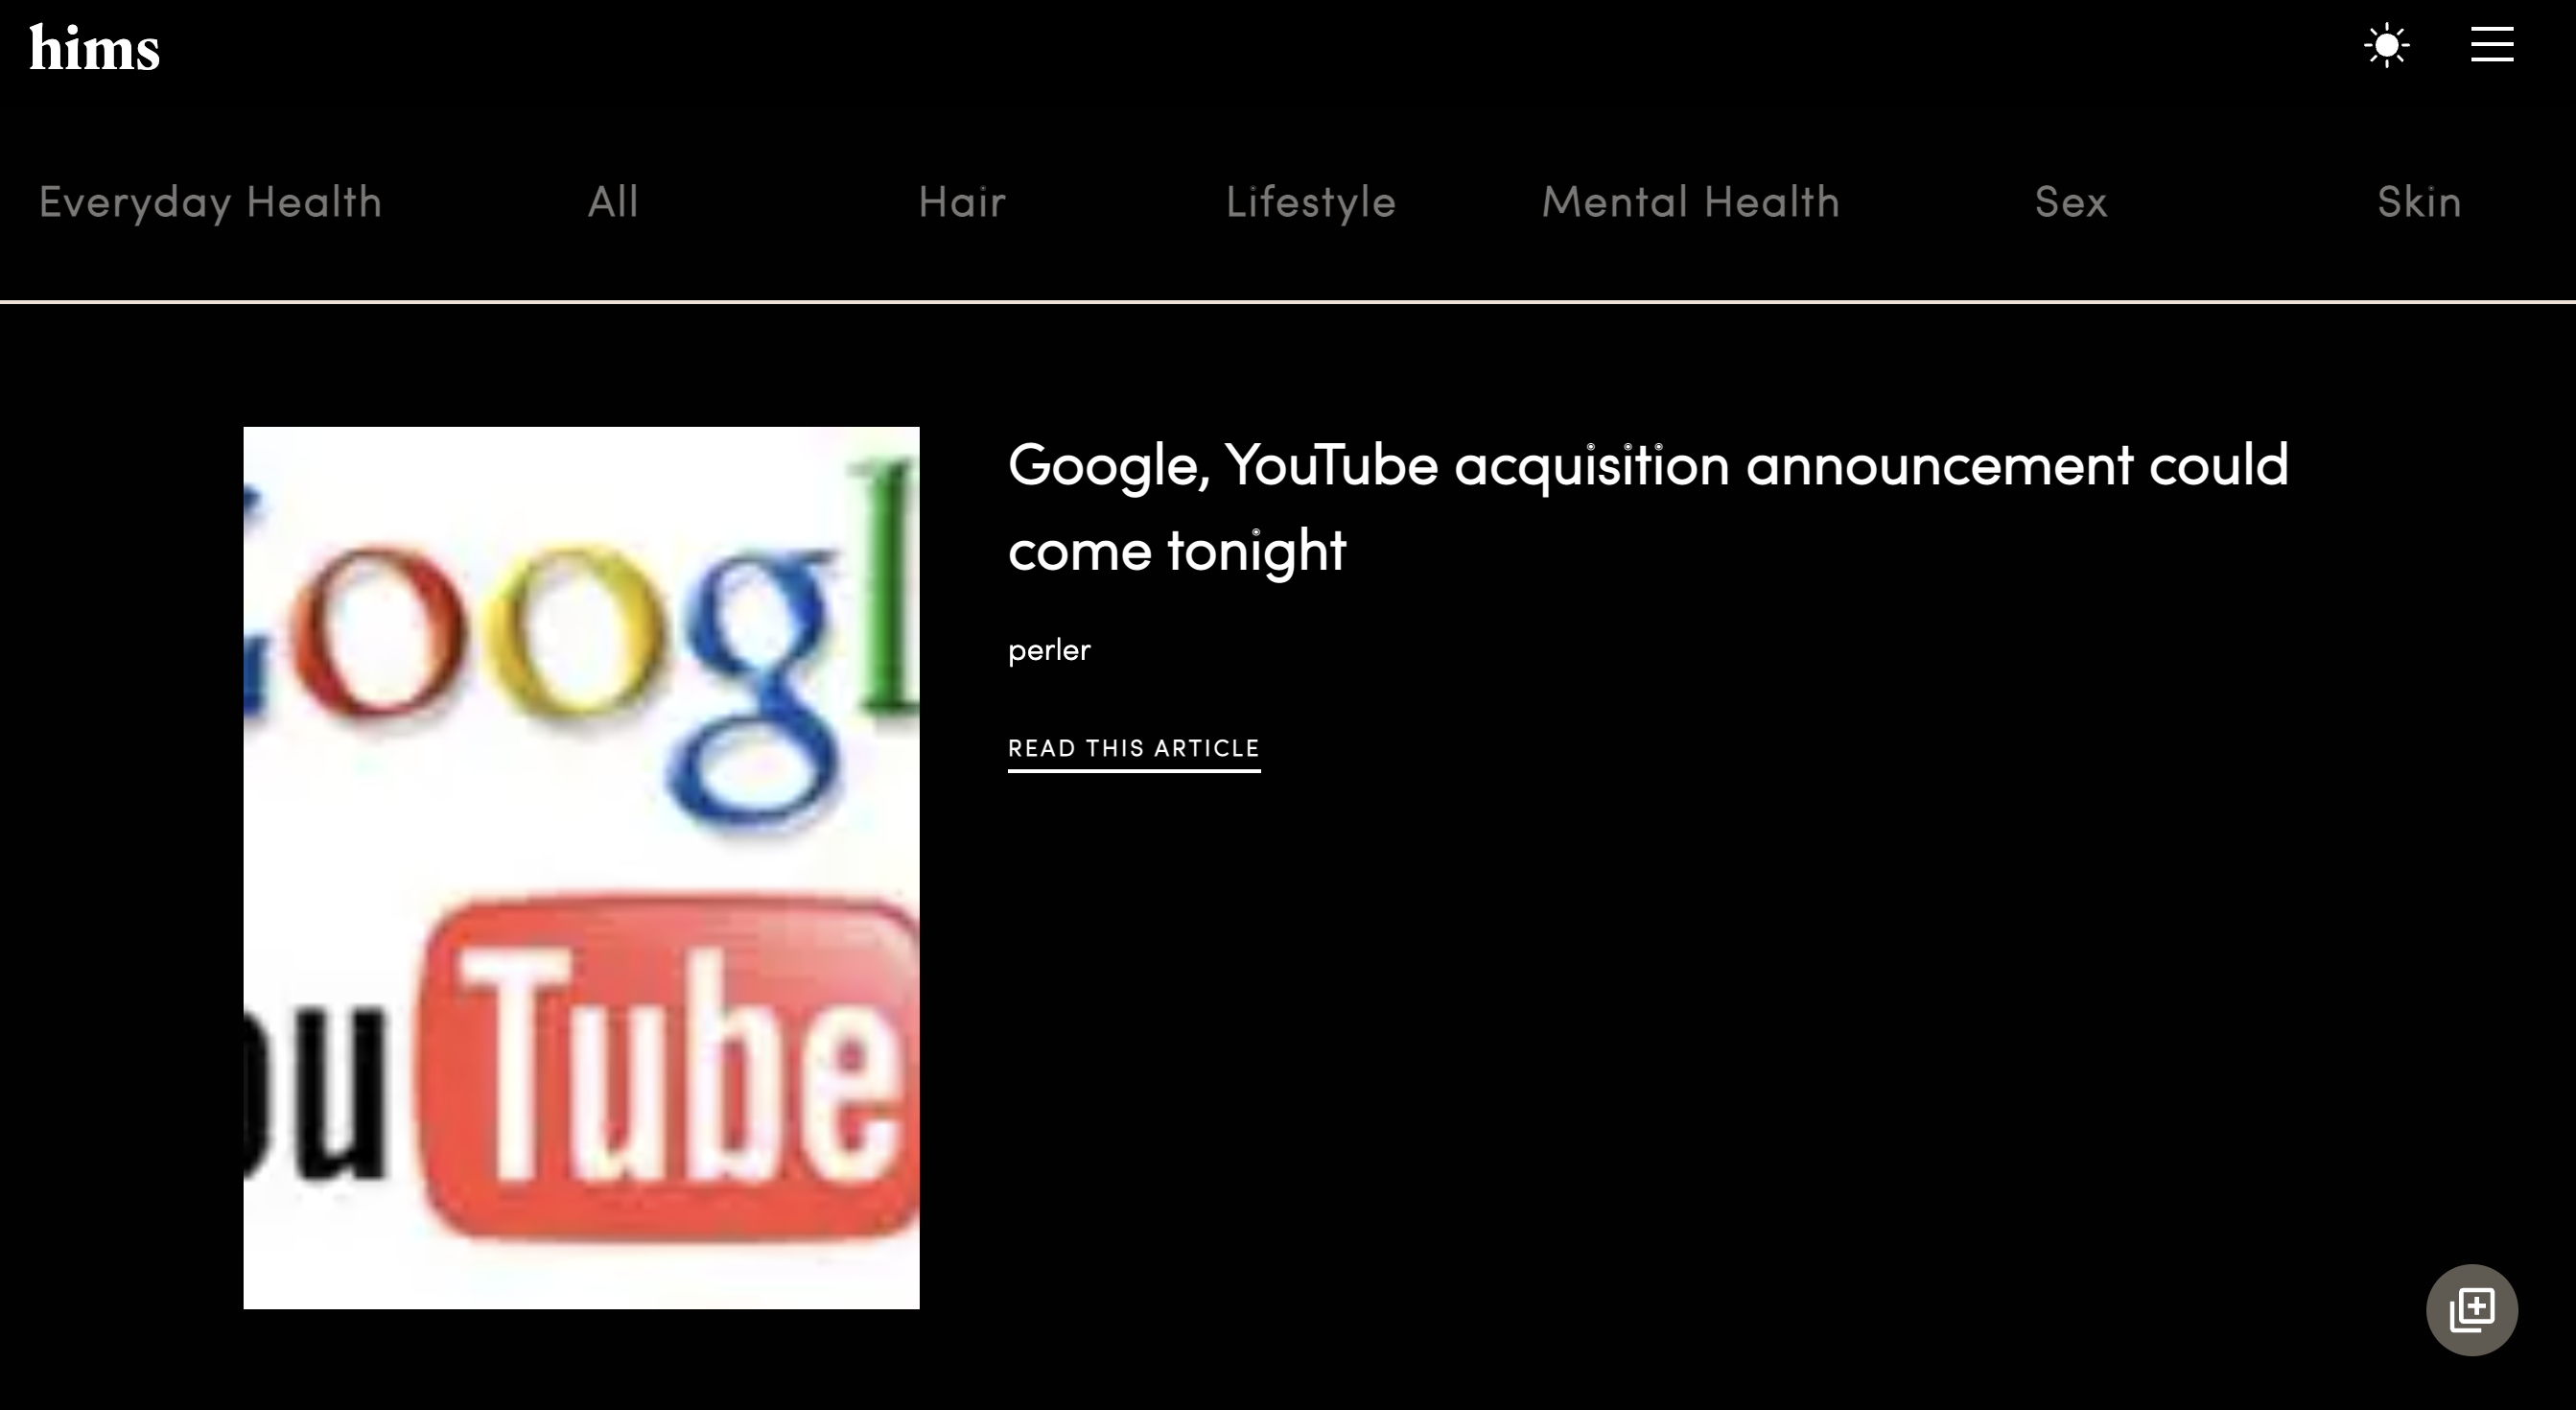 hims
Everyday Health All Hair Lifestyle Mental Health Sex Skin
Google, YouTube acquisition announcement could
come tonight
perler
READ THIS ARTICLE
oogl
ou Tube